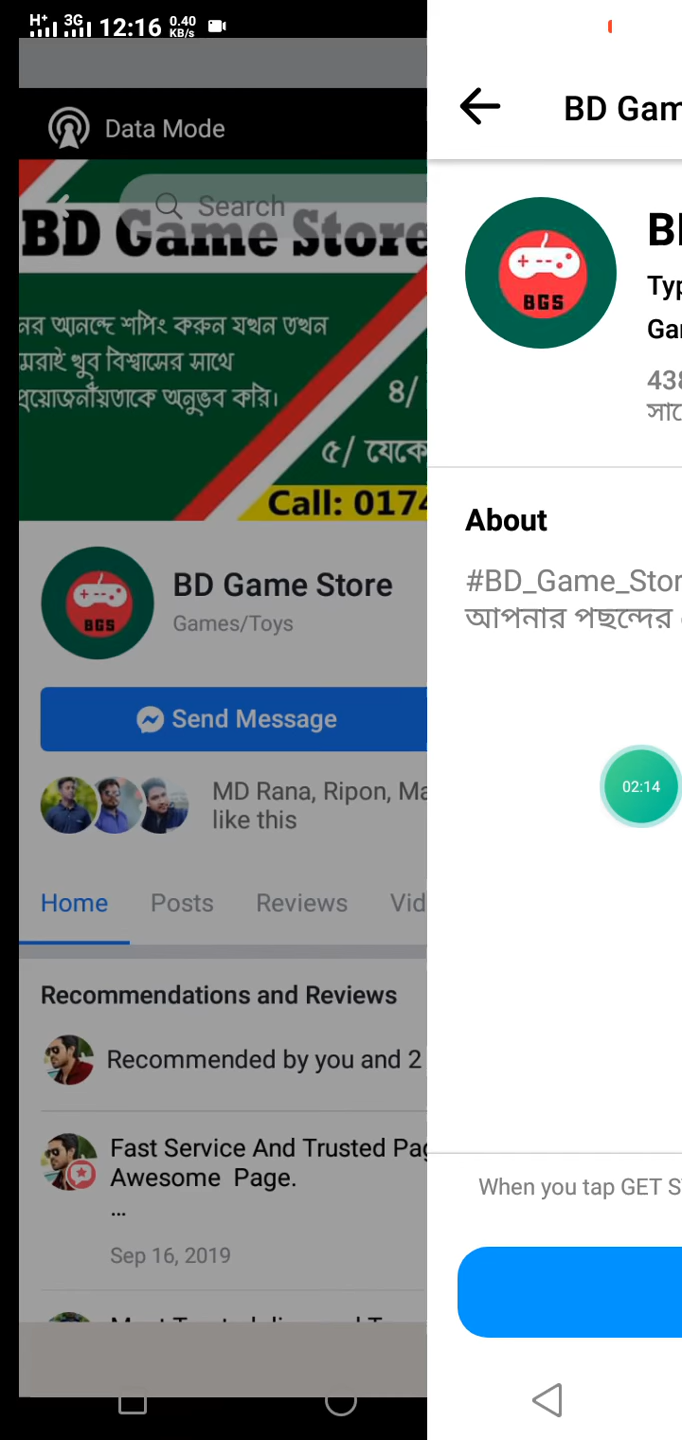 H+ 3G 12:16 0.40 KB/s
Data Mode
Search
BD Game Store
নর আনন্দে শপিং করুন যখন তখন
মরাই খুব বিশ্বাসের সাথে
প্রয়োজনীয়তাকে অনুভব করি।
৪/
৫/ যেকে
Call: 0174
BGS
BD Game Store
Games/Toys
Send Message
MD Rana, Ripon, Ma
like this
Home Posts Reviews Vid
Recommendations and Reviews
Recommended by you and 2
Fast Service And Trusted Pag
Awesome Page.
...
Sep 16, 2019
BD Gam
BGS
Typ
Gar
438
সাে
About
#BD_Game_Stor
আপনার পছন্দের
02:14
When you tap GET S